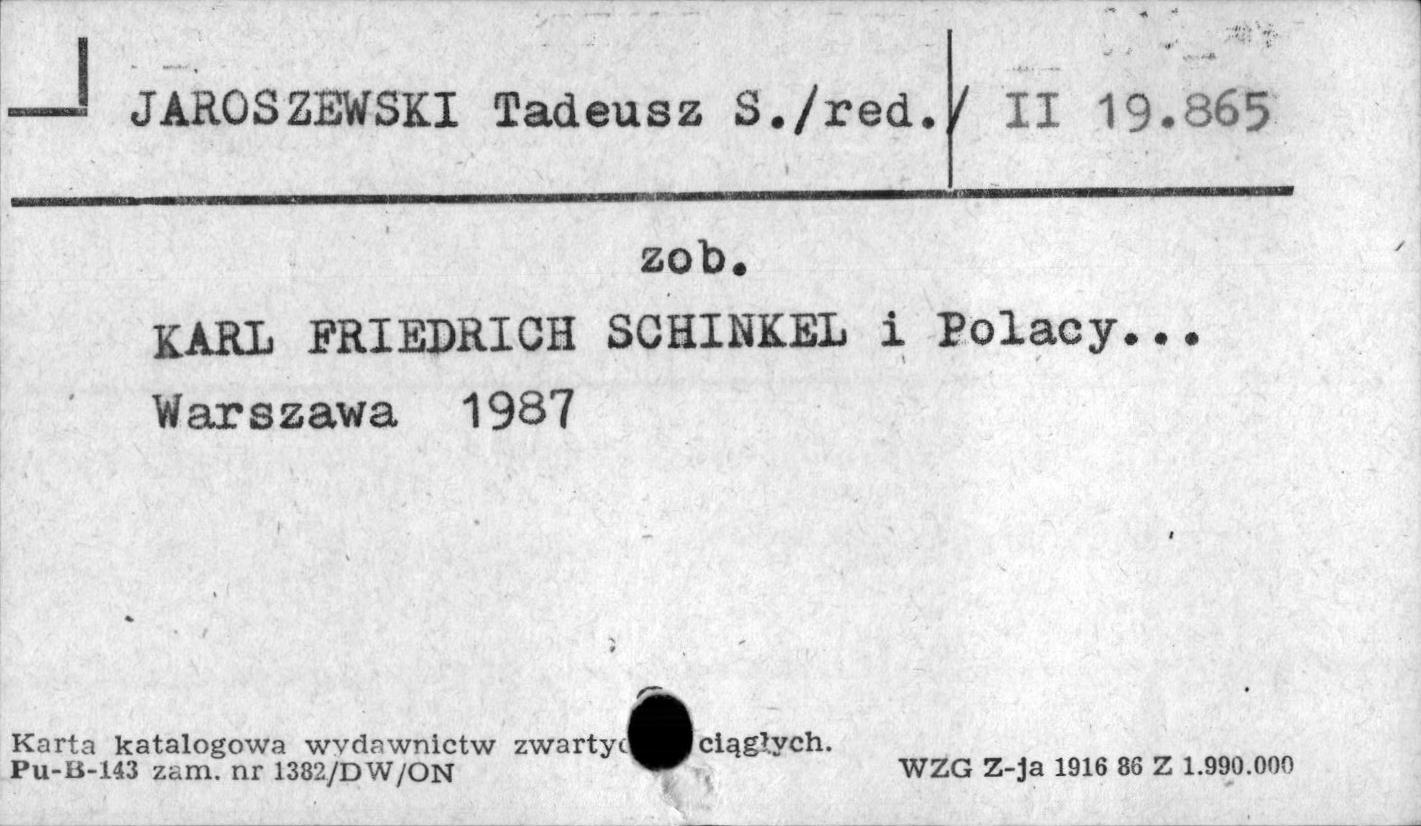 JAROSZEWSKI Tadeusz S./red./ II 19.865
zob.
KARL FRIEDRICH SCHINKEL i Polacy...
Warszawa 1987
Karta katalogowa wydawnictw ciągłych.
Pu-B-143 zam. nr 1382/DW/ON
WZG Z-ja 1916 86 Z 1.990.000